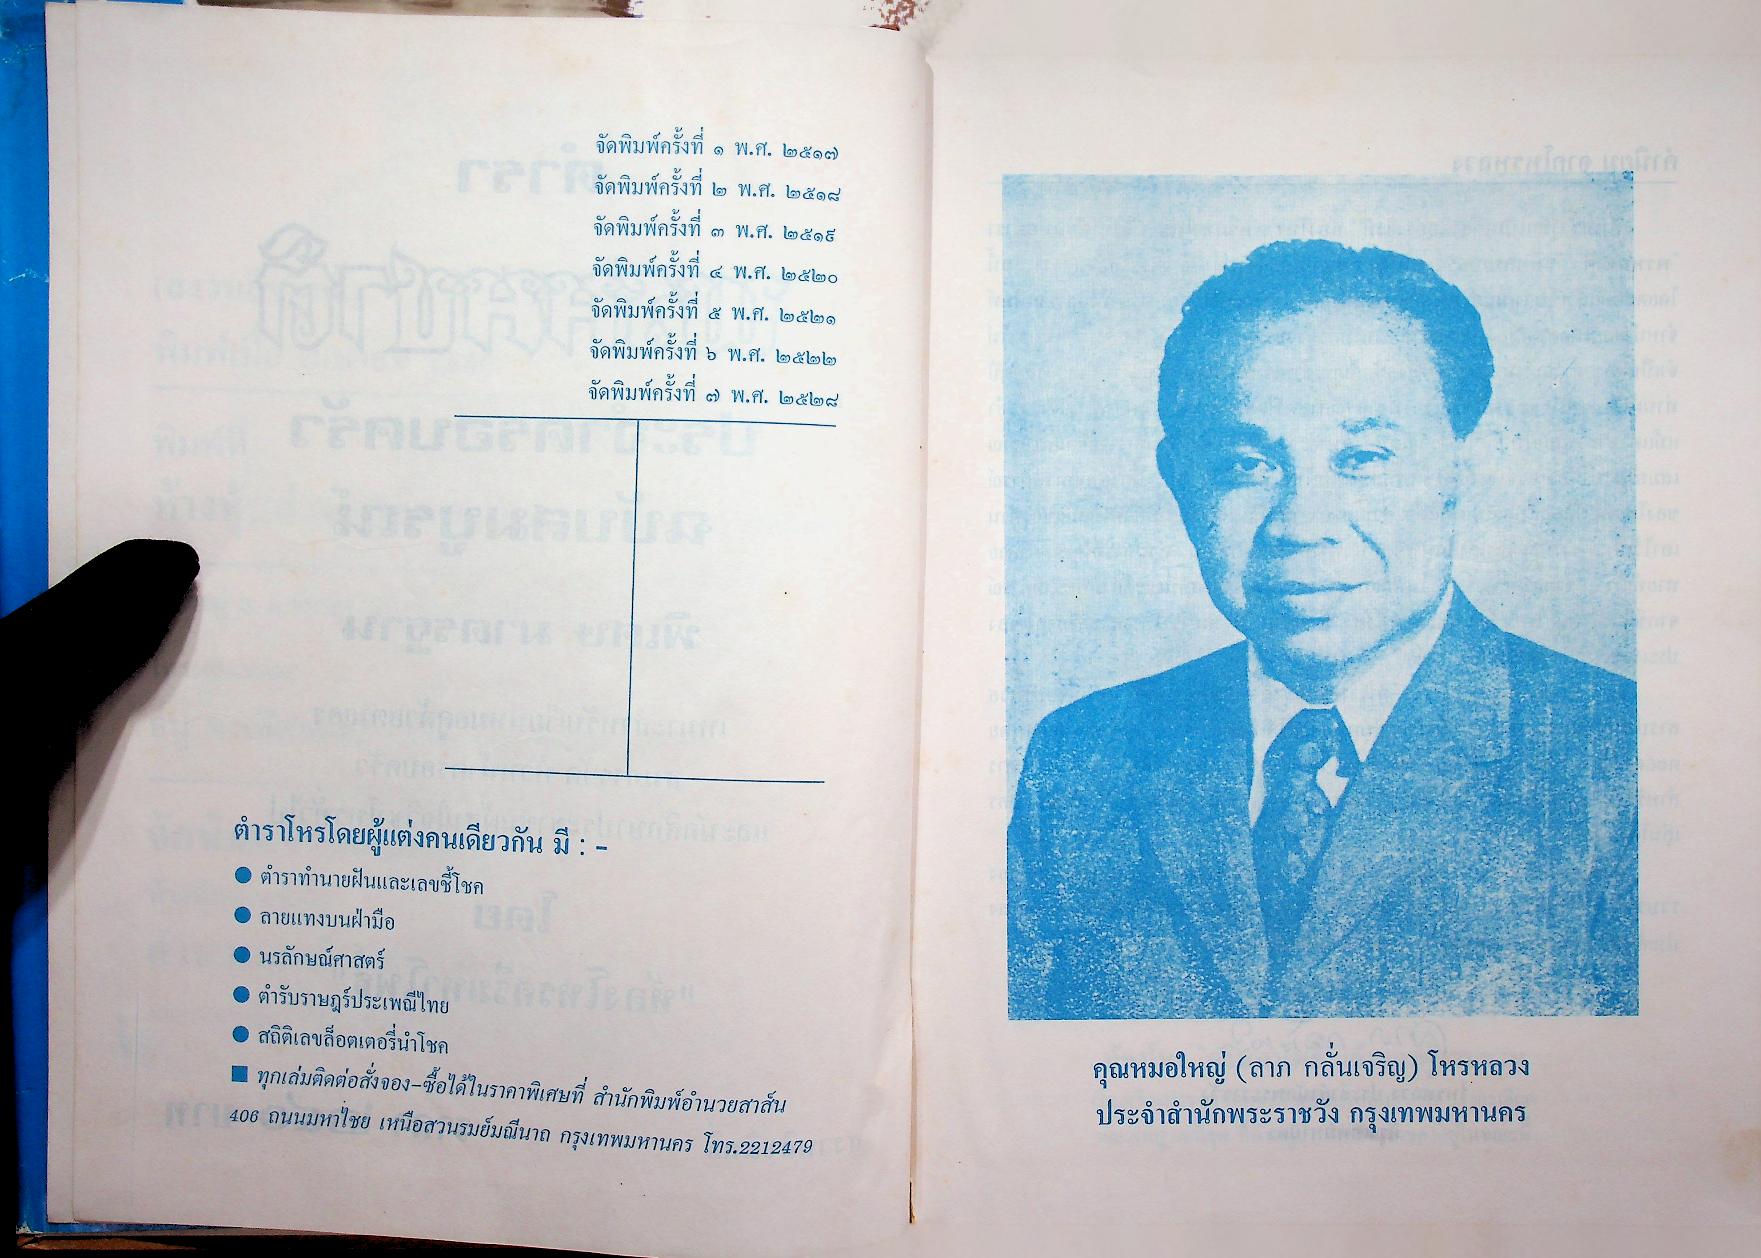 จัดพิมพ์ครั้งที่ ๑ พ.ศ. ๒๕๑๗
จัดพิมพ์ครั้งที่ ๒ พ.ศ. ๒๕๑๘
จัดพิมพ์ครั้งที่ ๓ พ.ศ. ๒๕๑๙
จัดพิมพ์ครั้งที่ ๔ พ.ศ. ๒๕๒๐
จัดพิมพ์ครั้งที่ ๕ พ.ศ. ๒๕๒๑
จัดพิมพ์ครั้งที่ ๖ พ.ศ. ๒๕๒๒
จัดพิมพ์ครั้งที่ ๗ พ.ศ. ๒๕๒๘
ตำราโหรโดยผู้แต่งคนเดียวกัน มี : -
● ตำราทำนายฝันและเลขชี้โชค
● ลายแทงบนฝ่ามือ
● นรลักษณ์ศาสตร์
● ตำรับราษฎร์ประเพณีไทย
● สถิติเลขล็อตเตอรี่นำโชค
■ ทุกเล่มติดต่อสั่งจอง-ซื้อได้ในราคาพิเศษที่ สำนักพิมพ์อำนวยสาส์น
406 ถนนมหาไชย เหนือสวนรมย์มณีนาถ กรุงเทพมหานคร โทร.2212479
คุณหมอใหญ่ (ลาภ กลั่นเจริญ) โหรหลวง
ประจำสำนักพระราชวัง กรุงเทพมหานคร